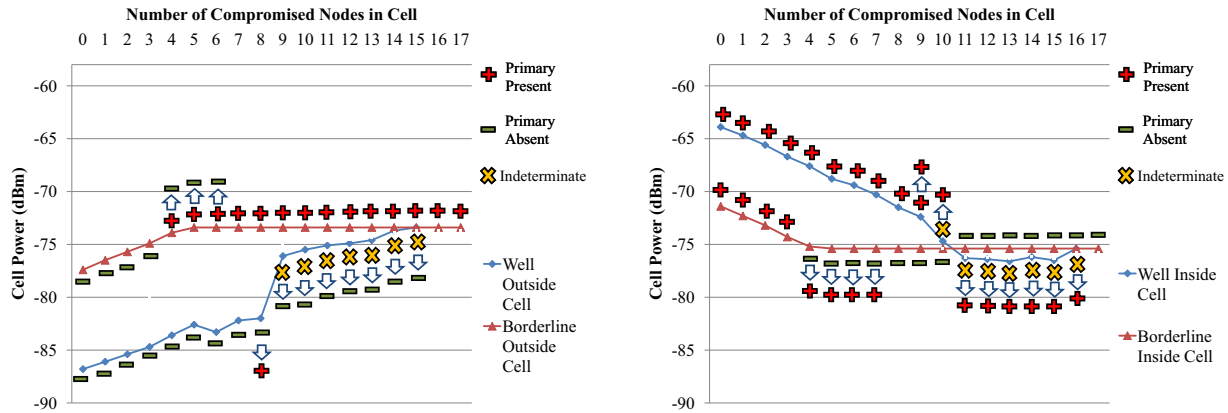 Number of Compromised Nodes in Cell
0 1 2 3 4 5 6 7 8 9 10 11 12 13 14 15 16 17
Cell Power (dBm)
-60
-65
-70
-75
-80
-85
-90
Primary
Present
Primary
Absent
Indeterminate
Well
Outside
Cell
Borderline
Outside
Cell
Number of Compromised Nodes in Cell
0 1 2 3 4 5 6 7 8 9 10 11 12 13 14 15 16 17
Cell Power (dBm)
-60
-65
-70
-75
-80
-85
-90
Primary
Present
Primary
Absent
Indeterminate
Well Inside
Cell
Borderline
Inside Cell